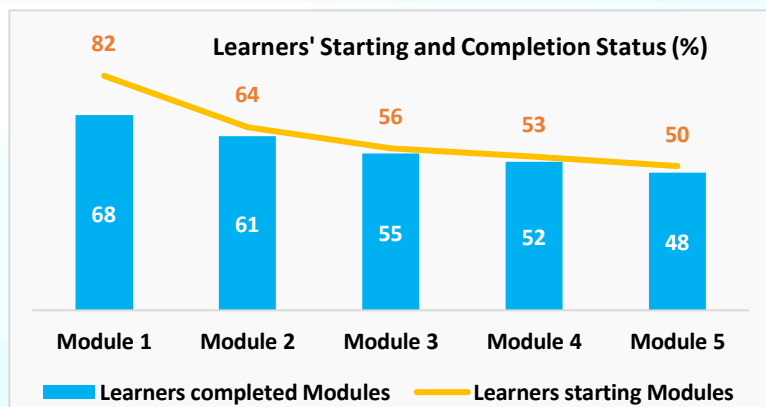 Learners' Starting and Completion Status (%)
82
64
56
53
50
68
61
55
52
48
Module 1
Module 2
Module 3
Module 4
Module 5
Learners completed Modules
Learners starting Modules